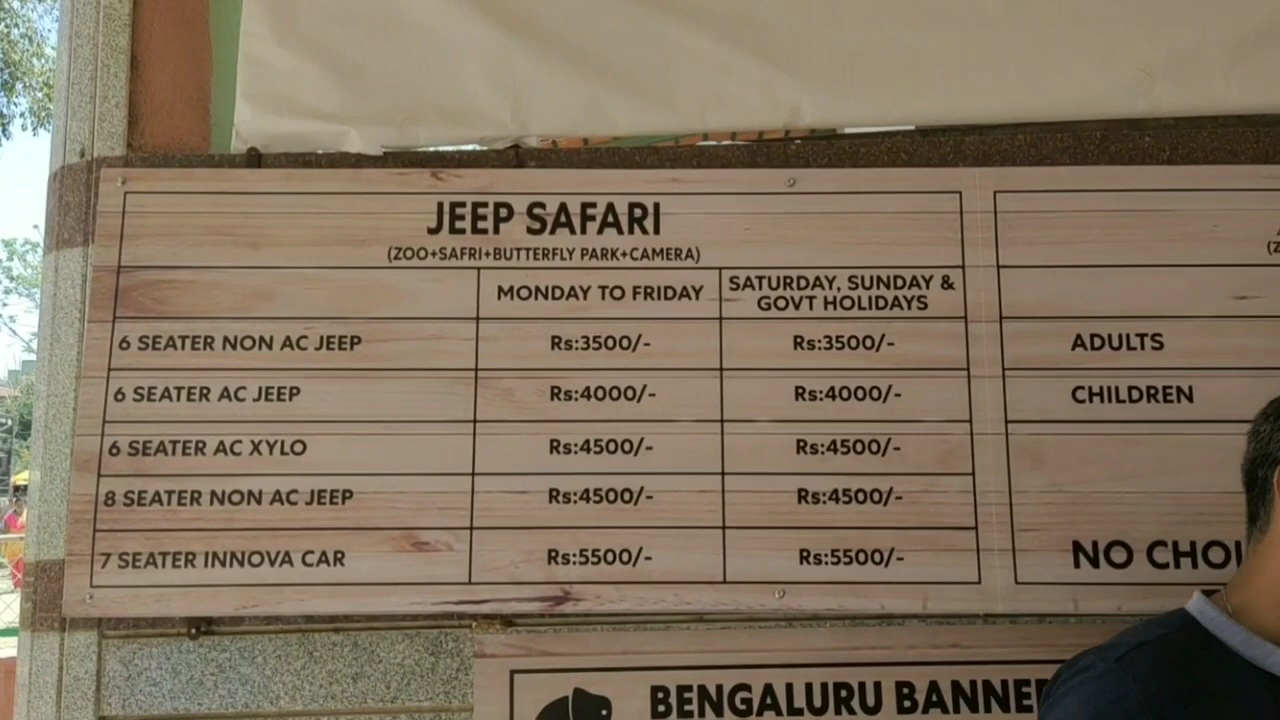 JEEP SAFARI
(ZOO+SAFRI+BUTTERFLY PARK+CAMERA)
MONDAY TO FRIDAY
SATURDAY, SUNDAY &
GOVT HOLIDAYS
6 SEATER NON AC JEEP Rs:3500/- Rs:3500/-
6 SEATER AC JEEP Rs:4000/- Rs:4000/-
6 SEATER AC XYLO Rs:4500/- Rs:4500/-
8 SEATER NON AC JEEP Rs:4500/- Rs:4500/-
7 SEATER INNOVA CAR Rs:5500/- Rs:5500/-
ADULTS
CHILDREN
NO
BENGALURU